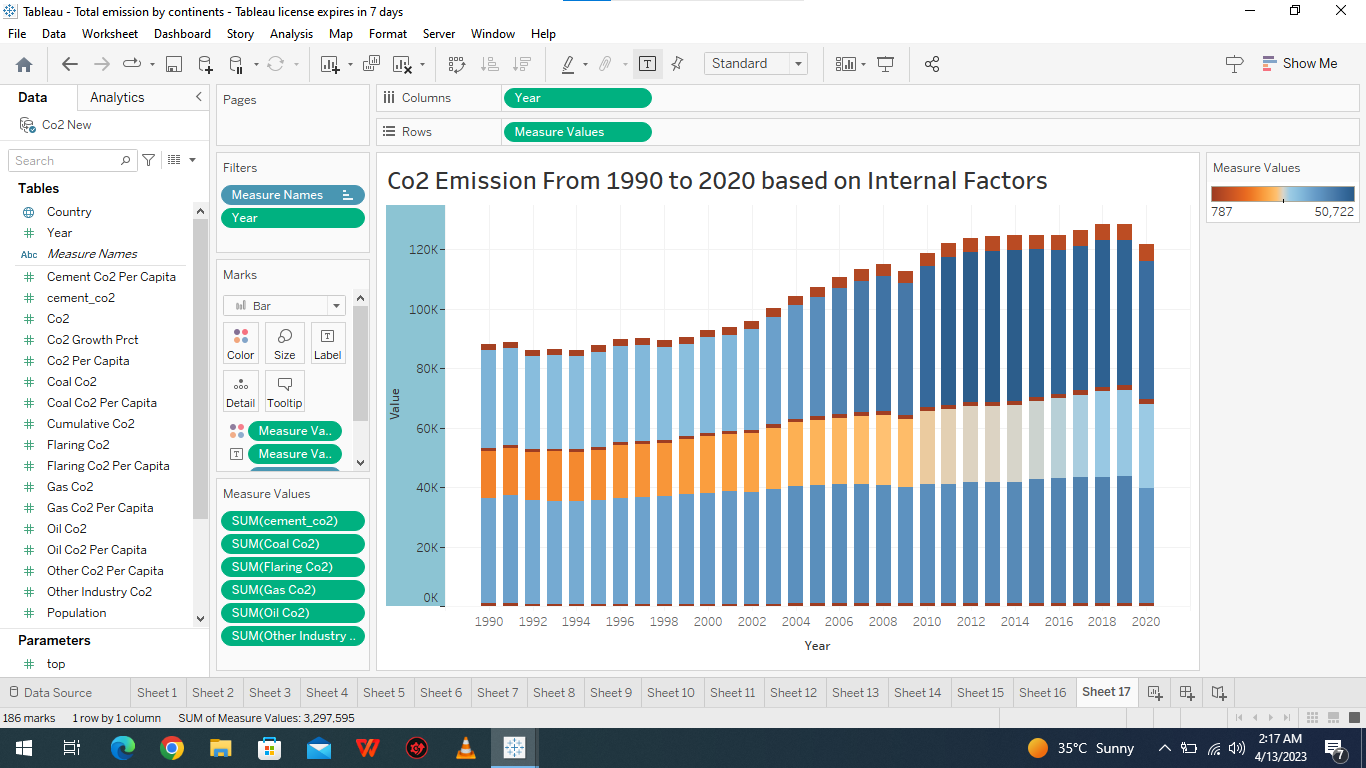 Tableau - Total emission by continents - Tableau license expires in 7 days
File Data Worksheet Dashboard Story Analysis Map Format Server Window Help
Standard
Show Me
Data Analytics
Co2 New
Search
Tables
Country
Year
Abc Measure Names
Cement Co2 Per Capita
cement_co2
Co2
Co2 Growth Prct
Co2 Per Capita
Coal Co2
Coal Co2 Per Capita
Cumulative Co2
Flaring Co2
Flaring Co2 Per Capita
Gas Co2
Gas Co2 Per Capita
Oil Co2
Oil Co2 Per Capita
Other Co2 Per Capita
Other Industry Co2
Population
Parameters
top
Pages
Filters
Measure Names
Year
Marks
Bar
Color Size Label
Detail Tooltip
Measure Va..
Measure Va..
Measure Values
SUM(cement_co2)
SUM(Coal Co2)
SUM(Flaring Co2)
SUM(Gas Co2)
SUM(Oil Co2)
SUM(Other Industry ..
Columns Year
Rows Measure Values
Co2 Emission From 1990 to 2020 based on Internal Factors
120K
100K
80K
60K
40K
20K
0K
Value
1990 1992 1994 1996 1998 2000 2002 2004 2006 2008 2010 2012 2014 2016 2018 2020
Year
Measure Values
787 50,722
Data Source Sheet 1 Sheet 2 Sheet 3 Sheet 4 Sheet 5 Sheet 6 Sheet 7 Sheet 8 Sheet 9 Sheet 10 Sheet 11 Sheet 12 Sheet 13 Sheet 14 Sheet 15 Sheet 16 Sheet 17
186 marks 1 row by 1 column SUM of Measure Values: 3,297,595
35°C Sunny
2:17 AM
4/13/2023
7